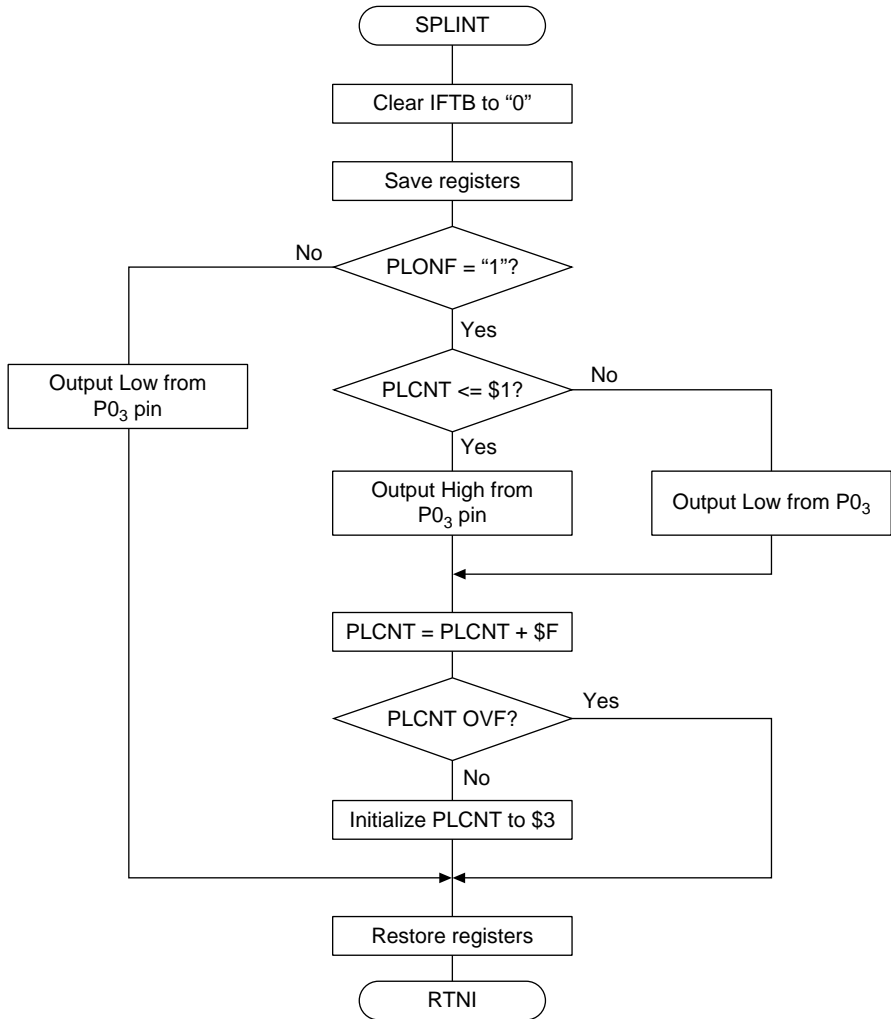 SPLINT
Clear IFTB to “0”
Save registers
No
PLONF = “1”?
Yes
Output Low from
P0₃ pin
PLCNT <= $1?
No
Yes
Output High from
P0₃ pin
Output Low from P0₃
PLCNT = PLCNT + $F
PLCNT OVF?
Yes
No
Initialize PLCNT to $3
Restore registers
RTNI